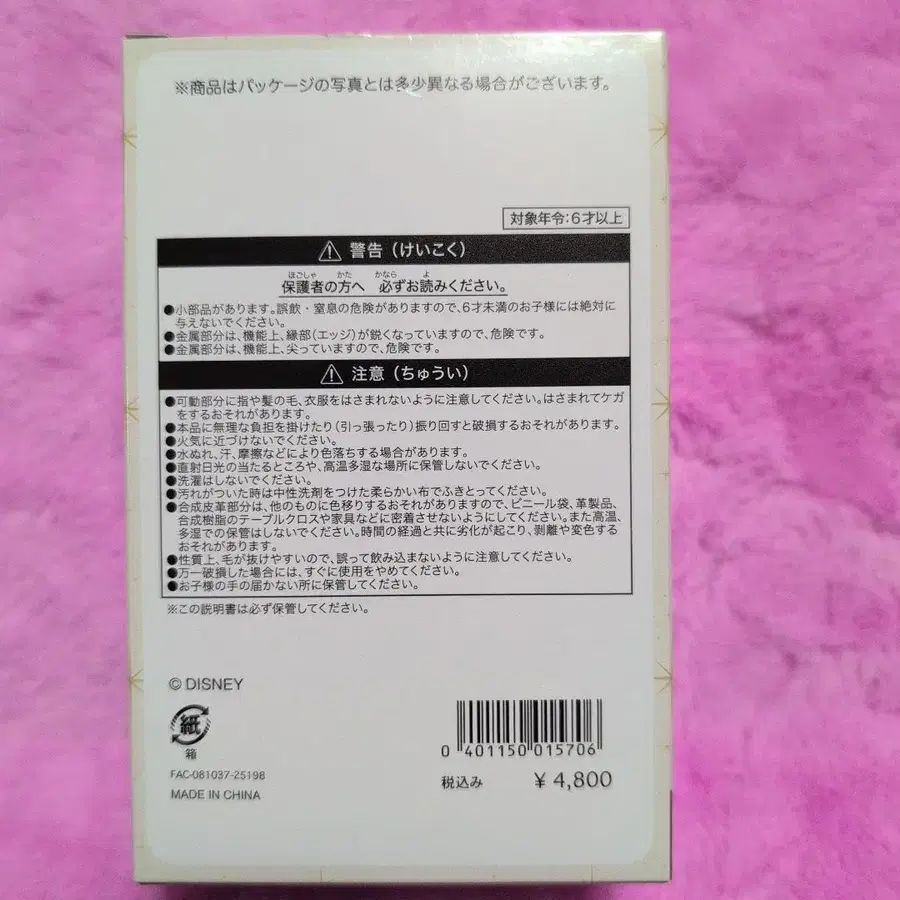 ※商品はパッケージの写真とは多少異なる場合がございます。
対象年令:6才以上
警告(けいこく)
ほごしゃ かた かなら よ
保護者の方へ 必ずお読みください。
●小部品があります。誤飲・窒息の危険がありますので、6才未満のお子様には絶対に
与えないでください。
●金属部分は、機能上、縁部(エッジ)が鋭くなっていますので、危険です。
●金属部分は、機能上、尖っていますので、危険です。
注意(ちゅうい)
●可動部分に指や髪の毛、衣服をはさまれないように注意してください。はさまれてケガ
をするおそれがあります。
●本品に無理な負担を掛けたり(引っ張ったり)振り回すと破損するおそれがあります。
●火気に近づけないでください。
●水ぬれ、汗、摩擦などにより色落ちする場合があります。
●直射日光の当たるところや、高温多湿な場所に保管しないでください。
●洗濯はしないでください。
●汚れがついた時は中性洗剤をつけた柔らかい布でふきとってください。
●合成皮革部分は、他のものに色移りするおそれがありますので、ビニール袋、革製品、
合成樹脂のテーブルクロスや家具などに密着させないようにしてください。また高温、
多湿での保管はしないでください。時間の経過と共に劣化が起こり、剥離や変色する
おそれがあります。
●性質上、毛が抜けやすいので、誤って飲み込まないように注意してください。
●万一破損した場合には、すぐに使用をやめてください。
●お子様の手の届かない所に保管してください。
※この説明書は必ず保管してください。
© DISNEY
紙
箱
FAC-081037-25198
MADE IN CHINA
0 401150 015706
税込み ¥4,800